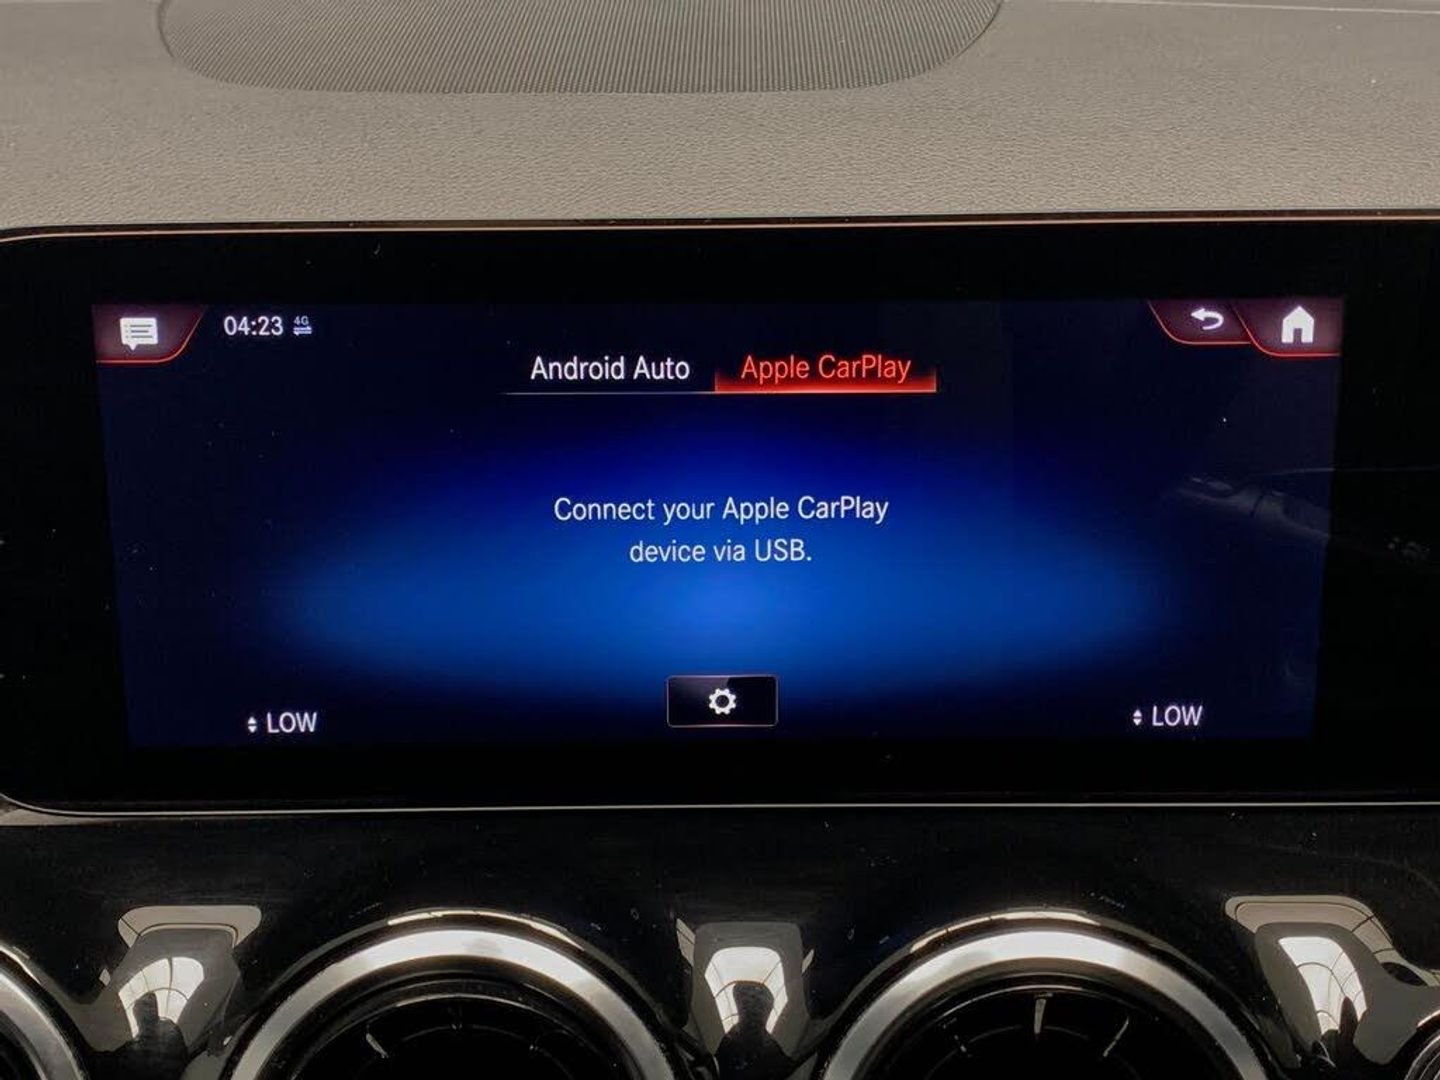 04:23 4G
Android Auto Apple CarPlay
Connect your Apple CarPlay
device via USB.
LOW LOW